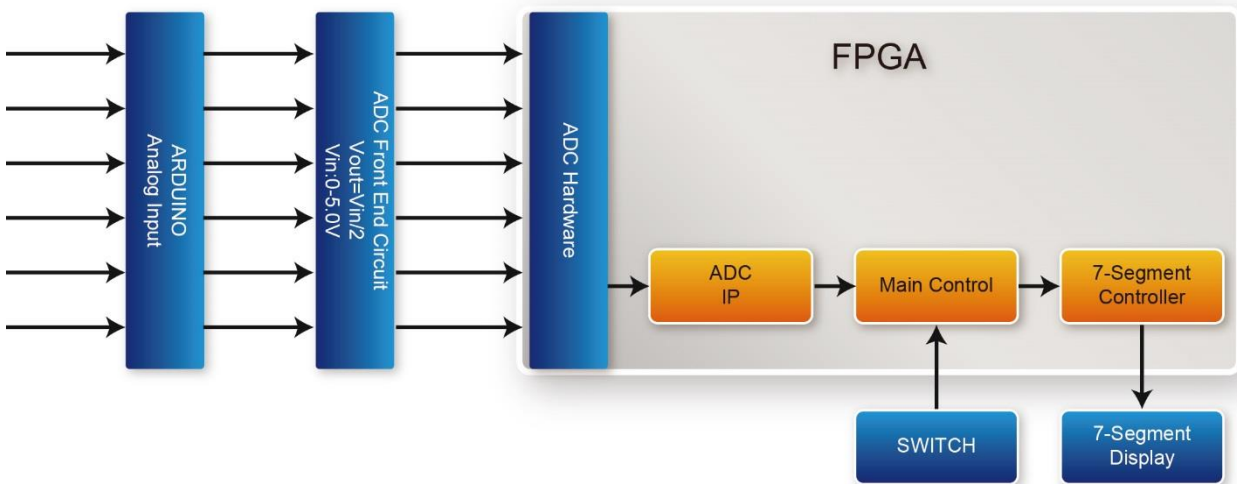 FPGA
ARDUINO
Analog Input
ADC Front End Circuit
Vout=Vin/2
Vin:0-5.0V
ADC Hardware
ADC
IP
Main Control
7-Segment
Controller
SWITCH
7-Segment
Display